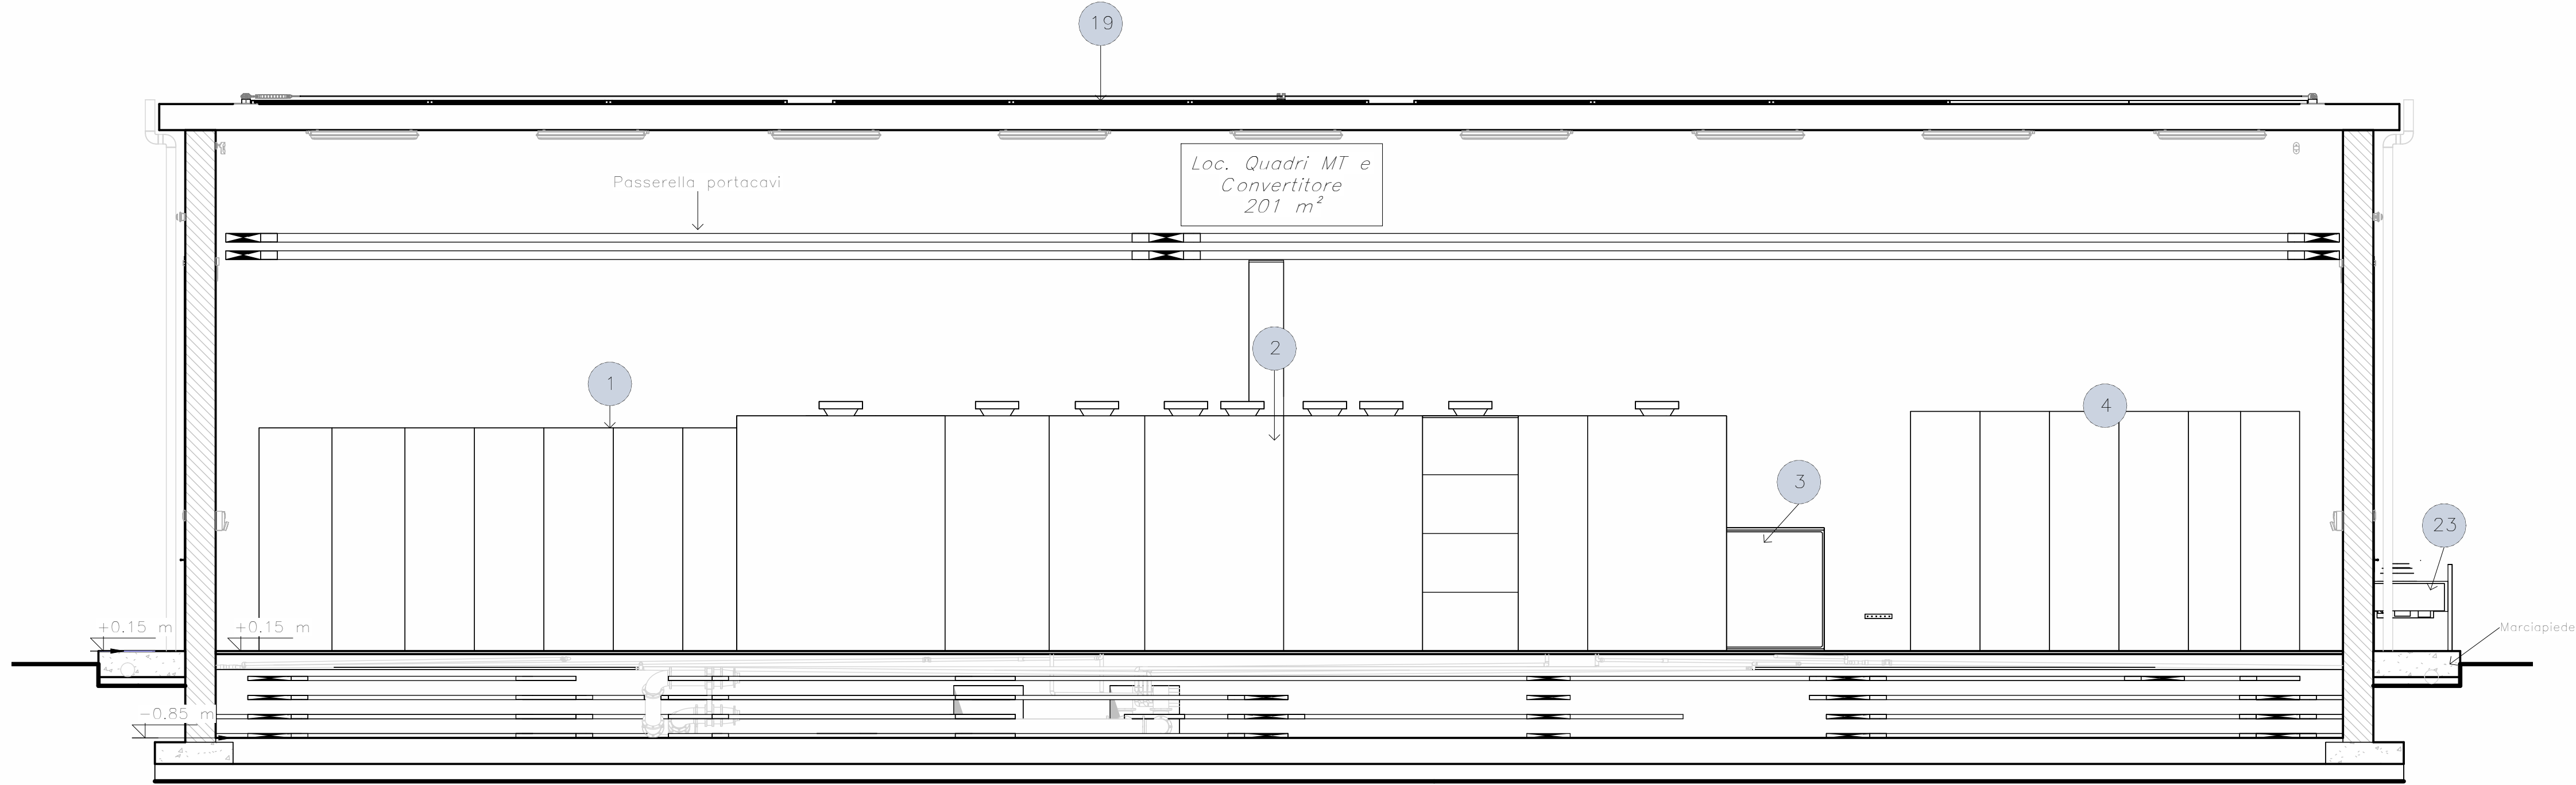 19
Loc. Quadri MT e
Convertitore
201 m²
Passerella portacavi
2
1
4
3
23
+0.15 m
+0.15 m
Marciapiede
-0.85 m